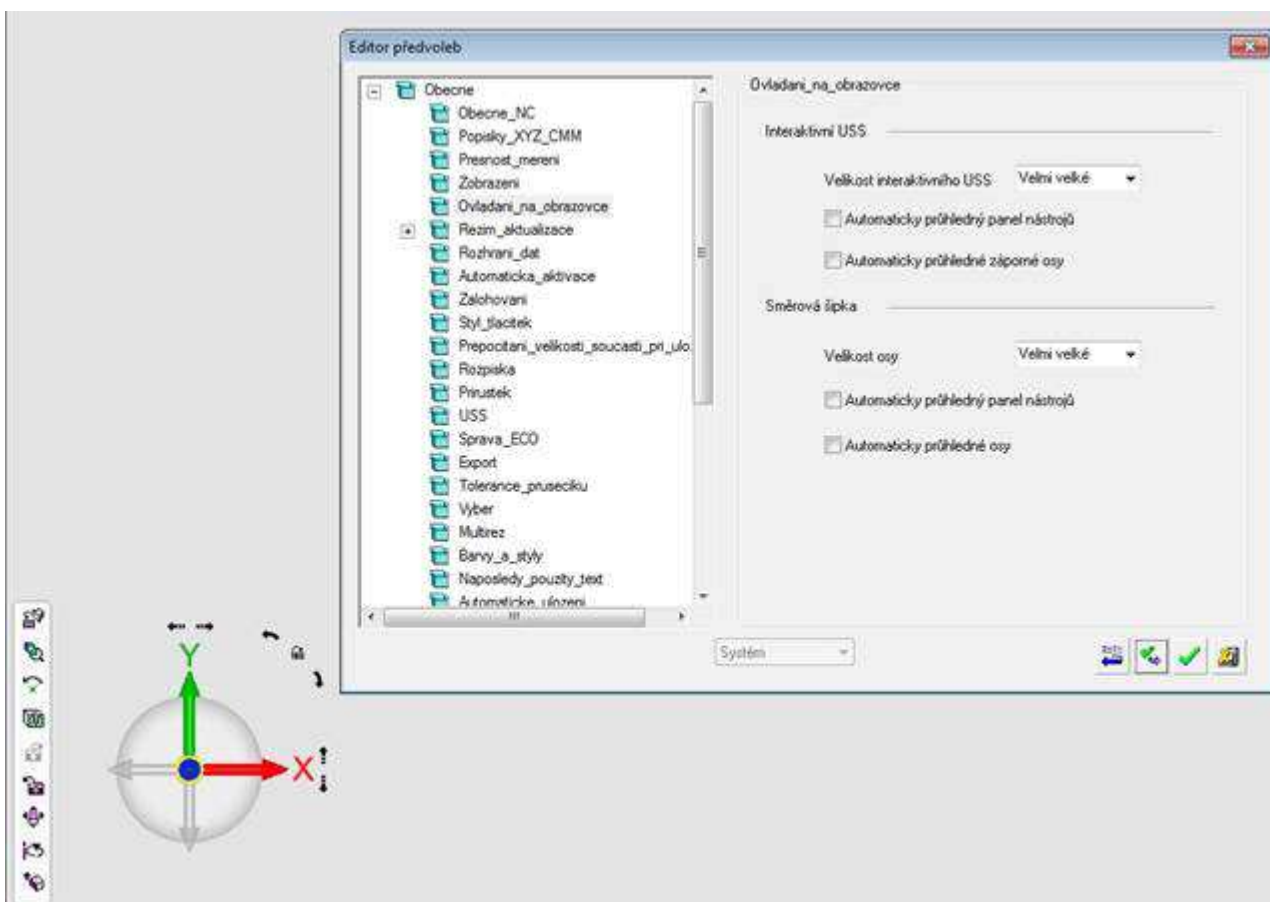 Editor předvoleb
Obecne
Obecne_NC
Popisky_XYZ_CMM
Presnost_mereni
Zobrazeni
Ovladani_na_obrazovce
Rezim_aktualizace
Rozhrani_dat
Automaticka_aktivace
Zalohovani
Styl_tlacitek
Prepocitani_velikosti_soucasti_pri_ulo
Rozpiska
Prirustek
USS
Sprava_ECO
Export
Tolerance_pruseciku
Vyber
Multirez
Barvy_a_styly
Naposledy_pouzity_text
Automaticke_ulozeni
Ovladani_na_obrazovce
Interaktivní USS
Velikost interaktivního USS Velmi velké
Automaticky průhledný panel nástrojů
Automaticky průhledné záporné osy
Směrová šipka
Velikost osy Velmi velké
Automaticky průhledný panel nástrojů
Automaticky průhledné osy
Systém
Y
X